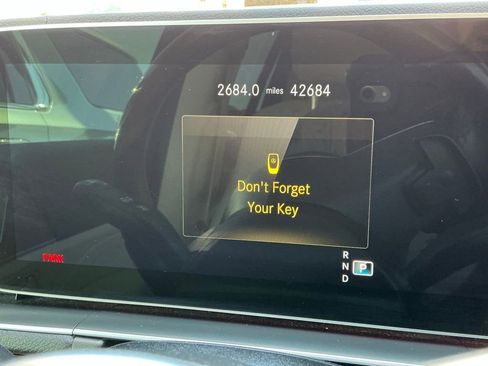 2684.0 miles 42684
Don't Forget
Your Key
PARK
R
N P
D